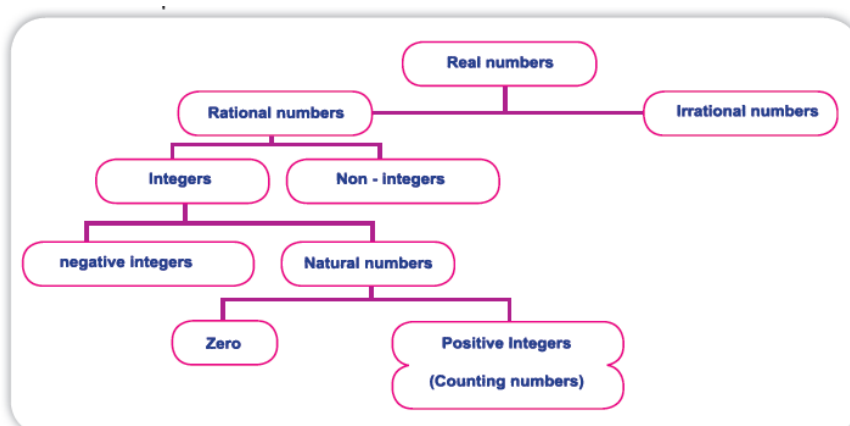 Real numbers
Rational numbers
Irrational numbers
Integers
Non - integers
negative integers
Natural numbers
Zero
Positive Integers
(Counting numbers)